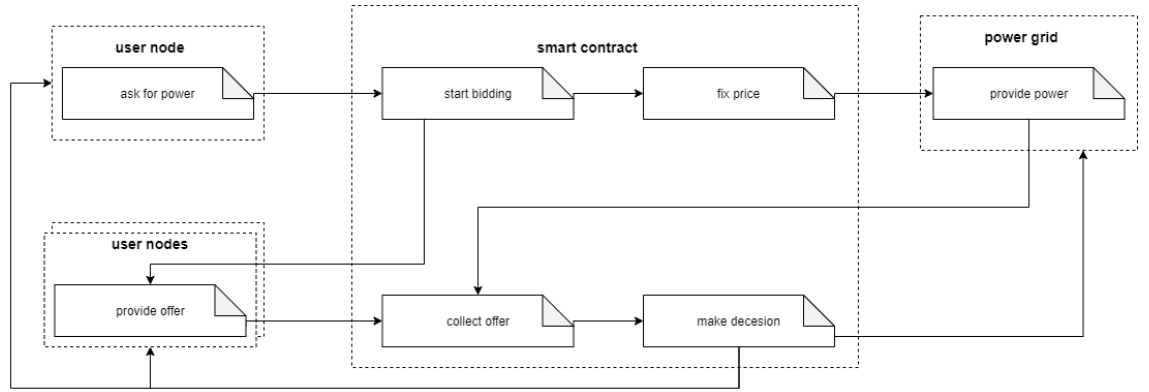 user node
smart contract
power grid
ask for power
start bidding
fix price
provide power
user nodes
provide offer
collect offer
make decesion